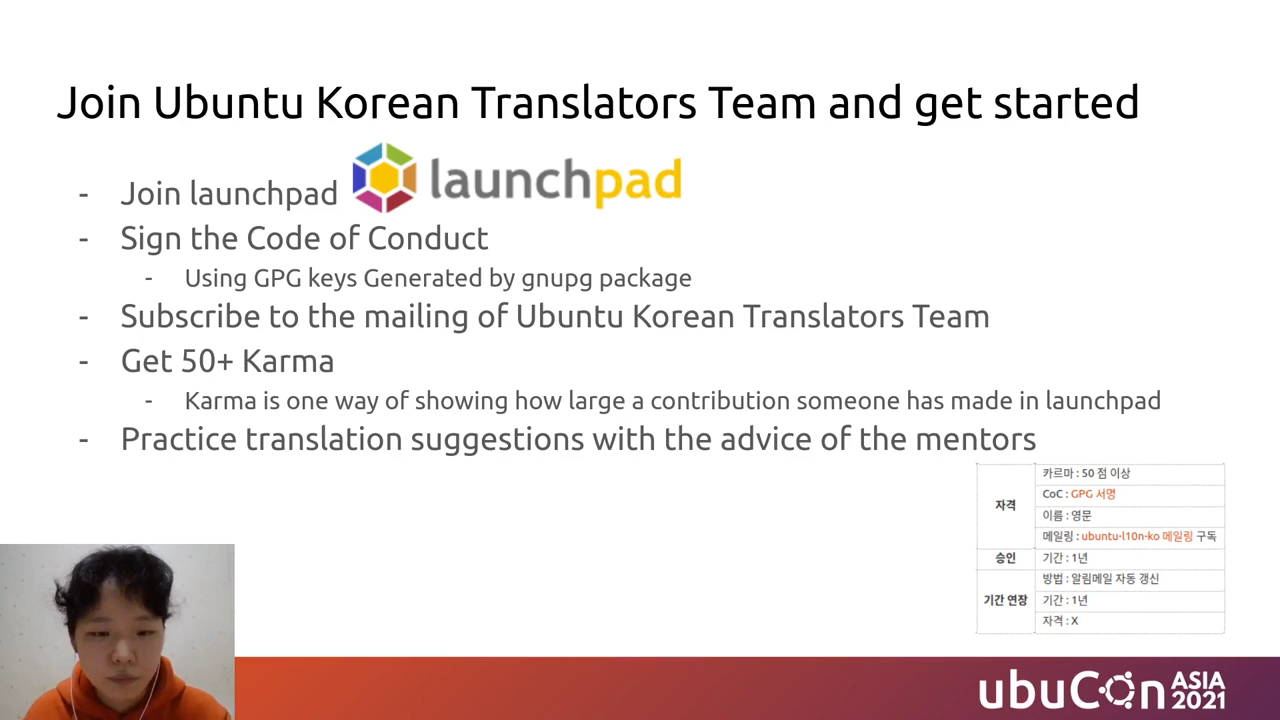 Join Ubuntu Korean Translators Team and get started
- Join launchpad launchpad
- Sign the Code of Conduct
- Using GPG keys Generated by gnupg package
- Subscribe to the mailing of Ubuntu Korean Translators Team
- Get 50+ Karma
- Karma is one way of showing how large a contribution someone has made in launchpad
- Practice translation suggestions with the advice of the mentors
자격
카르마 : 50 점 이상
CoC : GPG 서명
이름 : 영문
메일링 : ubuntu-l10n-ko 메일링 구독
승인
기간 : 1년
기간 연장
방법 : 알림메일 자동 갱신
기간 : 1년
자격 : X
ubuCon ASIA
2021